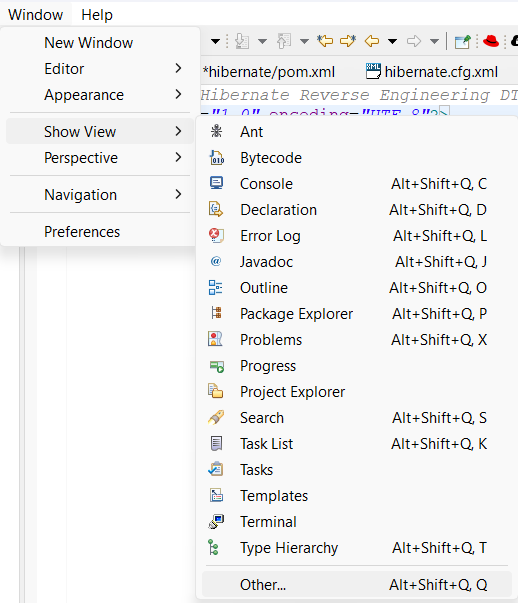 Window Help
New Window
Editor
Appearance
Show View
Perspective
Navigation
Preferences
*hibernate/pom.xml
hibernate.cfg.xml
Hibernate Reverse Engineering DT
="1.0" encoding="UTF-8"?>
Ant
Bytecode
Console Alt+Shift+Q, C
Declaration Alt+Shift+Q, D
Error Log Alt+Shift+Q, L
Javadoc Alt+Shift+Q, J
Outline Alt+Shift+Q, O
Package Explorer Alt+Shift+Q, P
Problems Alt+Shift+Q, X
Progress
Project Explorer
Search Alt+Shift+Q, S
Task List Alt+Shift+Q, K
Tasks
Templates
Terminal
Type Hierarchy Alt+Shift+Q, T
Other... Alt+Shift+Q, Q